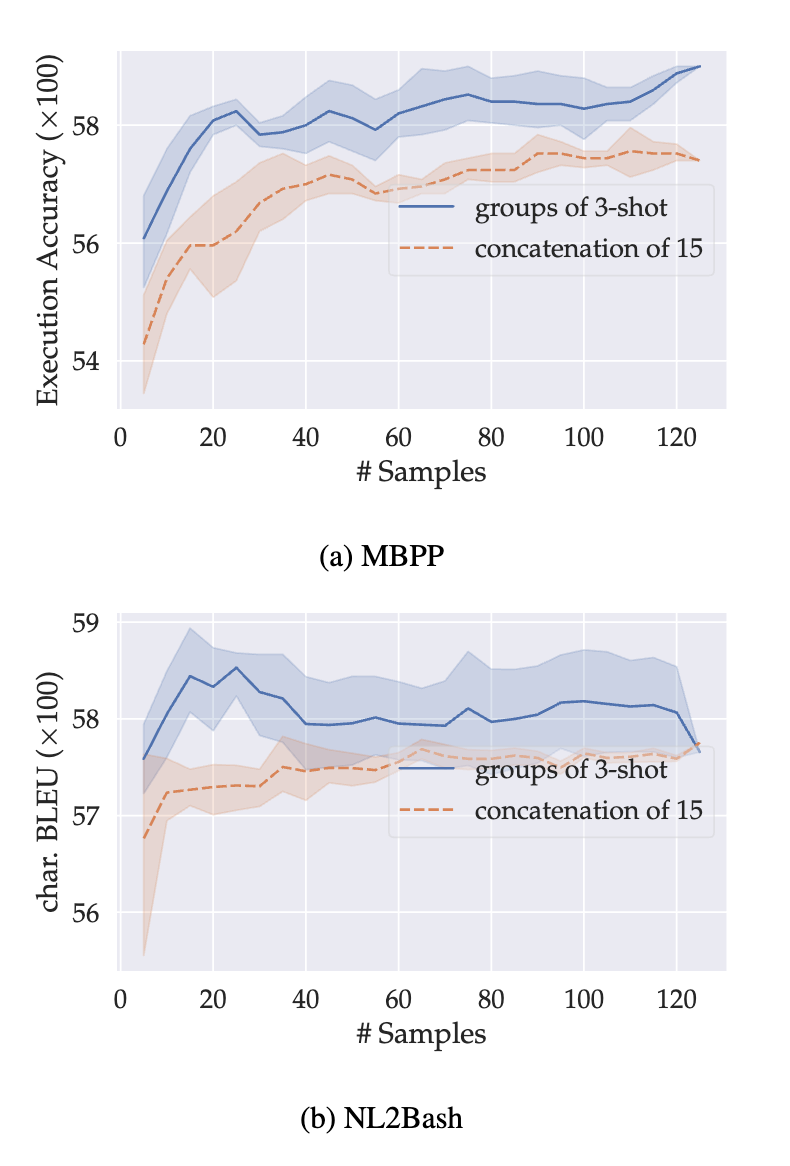 Execution Accuracy (×100)
58
56
54
groups of 3-shot
concatenation of 15
0 20 40 60 80 100 120
# Samples
(a) MBPP
char. BLEU (×100)
59
58
57
56
groups of 3-shot
concatenation of 15
0 20 40 60 80 100 120
# Samples
(b) NL2Bash